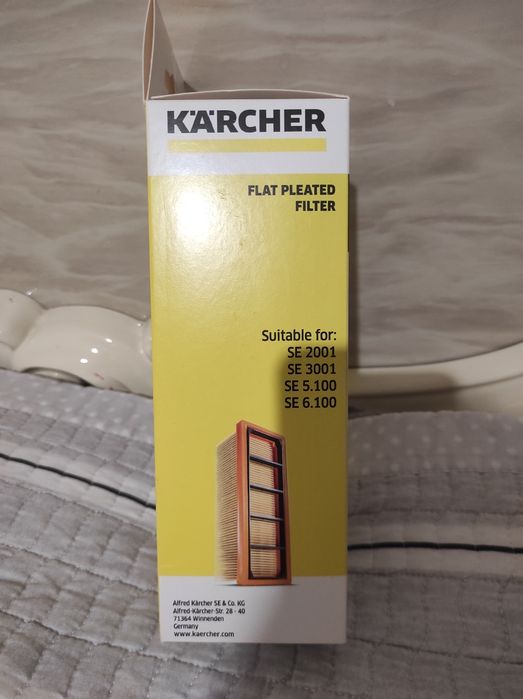 KÄRCHER
FLAT PLEATED
FILTER
Suitable for:
SE 2001
SE 3001
SE 5.100
SE 6.100
Alfred Kärcher SE & Co. KG
Alfred-Kärcher-Str. 28 - 40
71364 Winnenden
Germany
www.kaercher.com